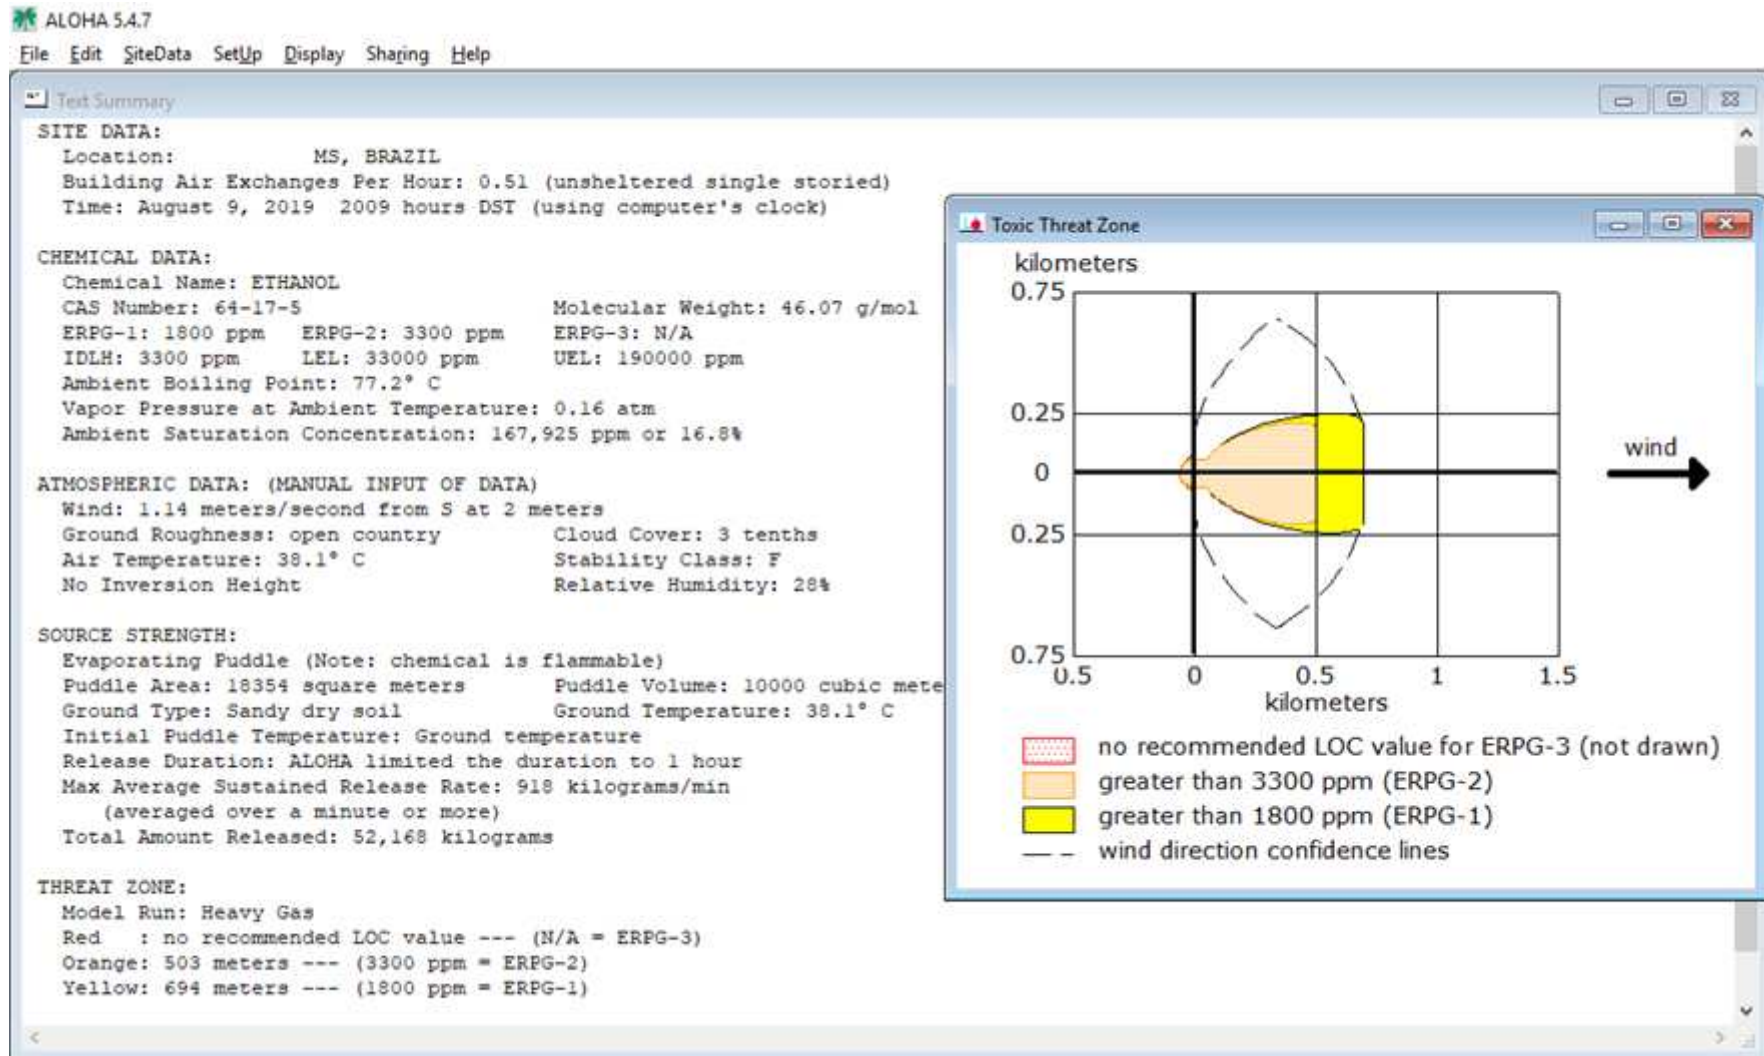 ALOHA 5.4.7
File Edit SiteData SetUp Display Sharing Help
Text Summary
SITE DATA:
Location: MS, BRAZIL
Building Air Exchanges Per Hour: 0.51 (unsheltered single storied)
Time: August 9, 2019 2009 hours DST (using computer's clock)
CHEMICAL DATA:
Chemical Name: ETHANOL
CAS Number: 64-17-5 Molecular Weight: 46.07 g/mol
ERPG-1: 1800 ppm ERPG-2: 3300 ppm ERPG-3: N/A
IDLH: 3300 ppm LEL: 33000 ppm UEL: 190000 ppm
Ambient Boiling Point: 77.2° C
Vapor Pressure at Ambient Temperature: 0.16 atm
Ambient Saturation Concentration: 167,925 ppm or 16.8%
ATMOSPHERIC DATA: (MANUAL INPUT OF DATA)
Wind: 1.14 meters/second from S at 2 meters
Ground Roughness: open country Cloud Cover: 3 tenths
Air Temperature: 38.1° C Stability Class: F
No Inversion Height Relative Humidity: 28%
SOURCE STRENGTH:
Evaporating Puddle (Note: chemical is flammable)
Puddle Area: 18354 square meters Puddle Volume: 10000 cubic mete
Ground Type: Sandy dry soil Ground Temperature: 38.1° C
Initial Puddle Temperature: Ground temperature
Release Duration: ALOHA limited the duration to 1 hour
Max Average Sustained Release Rate: 918 kilograms/min
(averaged over a minute or more)
Total Amount Released: 52,168 kilograms
THREAT ZONE:
Model Run: Heavy Gas
Red : no recommended LOC value --- (N/A = ERPG-3)
Orange: 503 meters --- (3300 ppm = ERPG-2)
Yellow: 694 meters --- (1800 ppm = ERPG-1)
Toxic Threat Zone
kilometers
0.75
0.25
0
0.25
0.75
0.5 0 0.5 1 1.5
kilometers
wind
no recommended LOC value for ERPG-3 (not drawn)
greater than 3300 ppm (ERPG-2)
greater than 1800 ppm (ERPG-1)
wind direction confidence lines